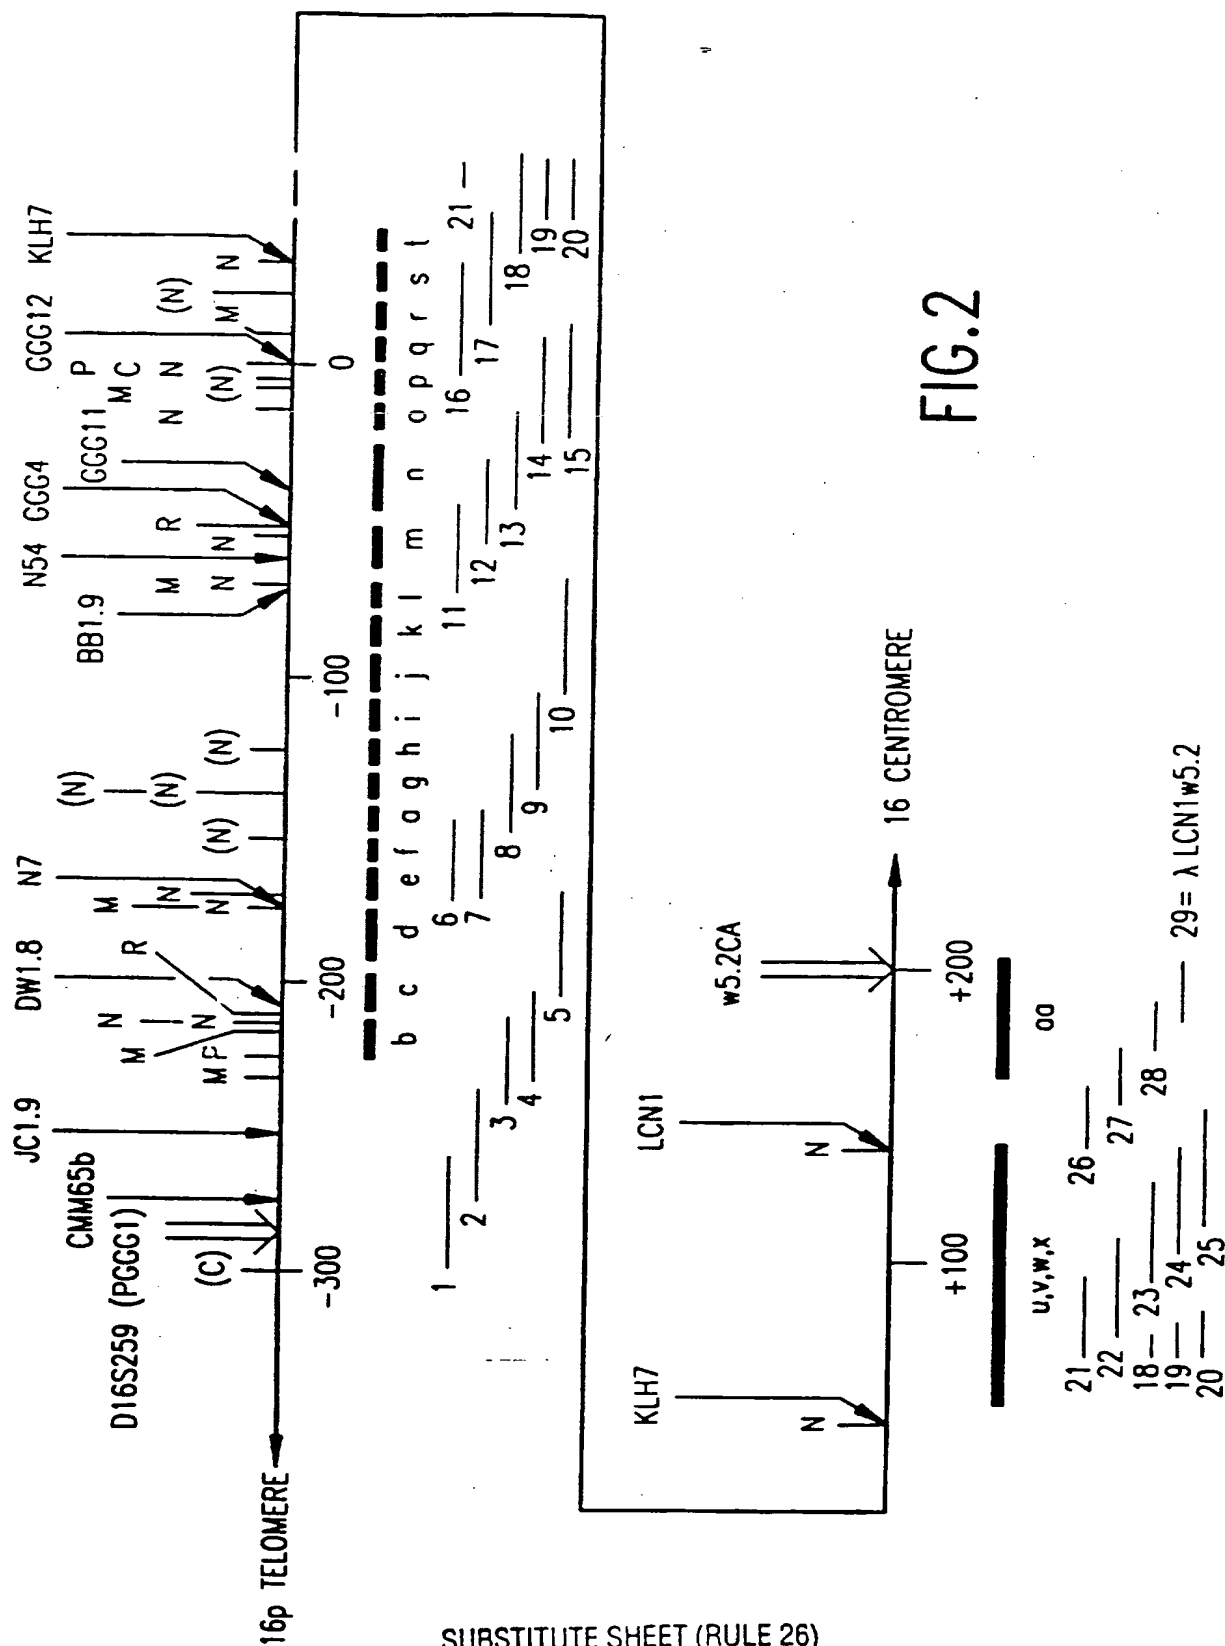 D16S259 (PGGG1)
CMM65b
JC1.9
DW1.8
N7
BB1.9
N54
GGG4
GGG11
GGG12
KLH7
(C)
M P
M
N N
R
M N
N
(N)
(N) (N)
(N)
M N
N
R
N
N
M (N)
P C N
M
(N)
N
16p TELOMERE
-300
-200
-100
0
b c d e f a g h i j k l m n o p q r s t
1
2
3
4
5
6
7
8
9
10
11
12
13
14
15
16
17
18
19
20
21
KLH7
LCN1
w5.2CA
N
N
16 CENTROMERE
+100
+200
u,v,w,x
aa
21
22
18
23
19
24
20
25
26
27
28
29= λ LCN1w5.2
FIG.2
SUBSTITUTE SHEET (RULE 26)